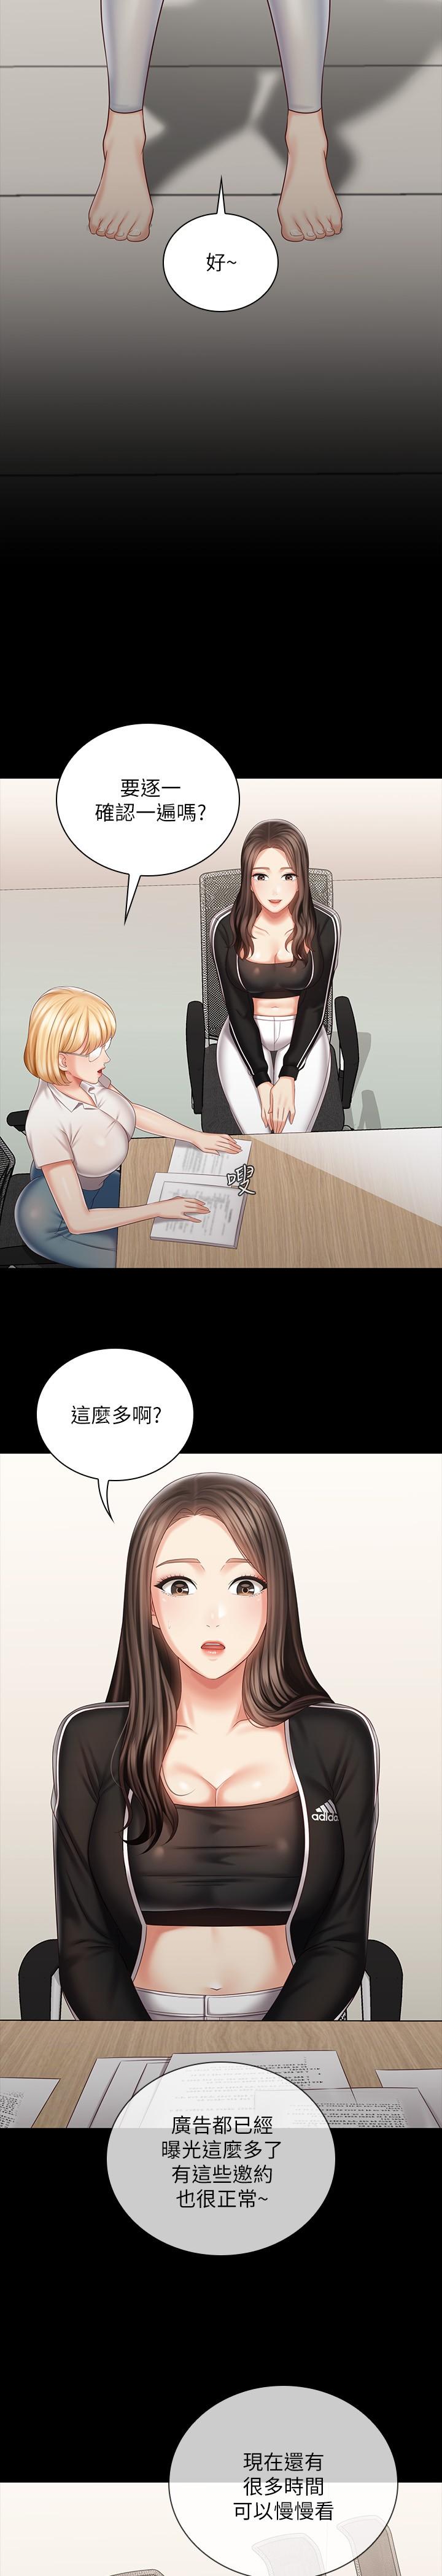 好~
要逐一
確認一遍嗎?
嗶
這麼多啊?
adidas
廣告都已經
曝光這麼多了
有這些邀約
也很正常~
現在還有
很多時間
可以慢慢看